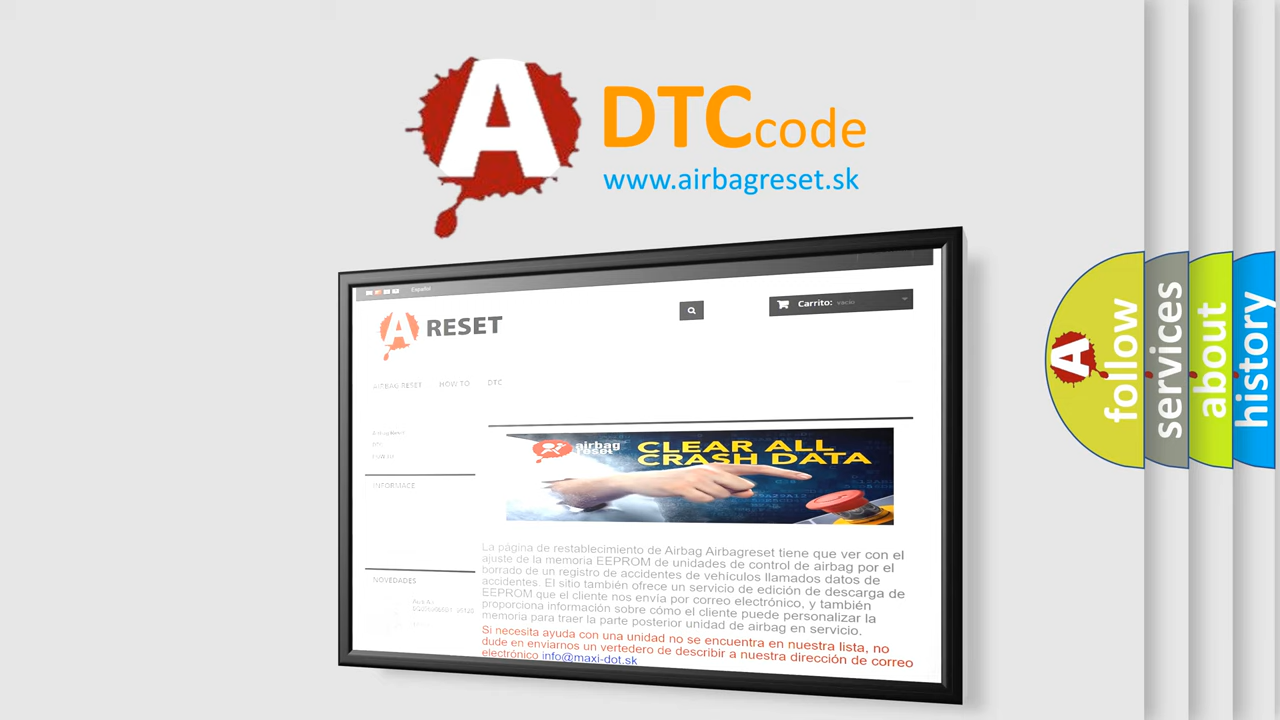 A DTC code
www.airbagreset.sk
Español
A RESET
Carrito: vacío
AIRBAG RESET HOW TO DTC
INFORMACE
NOVEDADES
airbag
reset
CLEAR ALL
CRASH DATA
La página de restablecimiento de Airbag Airbagreset tiene que ver con el
ajuste de la memoria EEPROM de unidades de control de airbag por el
borrado de un registro de accidentes de vehículos llamados datos de
accidentes. El sitio también ofrece un servicio de edición de descarga de
EEPROM que el cliente nos envía por correo electrónico, y también
proporciona información sobre cómo el cliente puede personalizar la
memoria para traer la parte posterior unidad de airbag en servicio.
Si necesita ayuda con una unidad no se encuentra en nuestra lista, no
dude en enviarnos un vertedero de describir a nuestra dirección de correo
electrónico info@maxi-dot.sk
A
follow
services
about
history